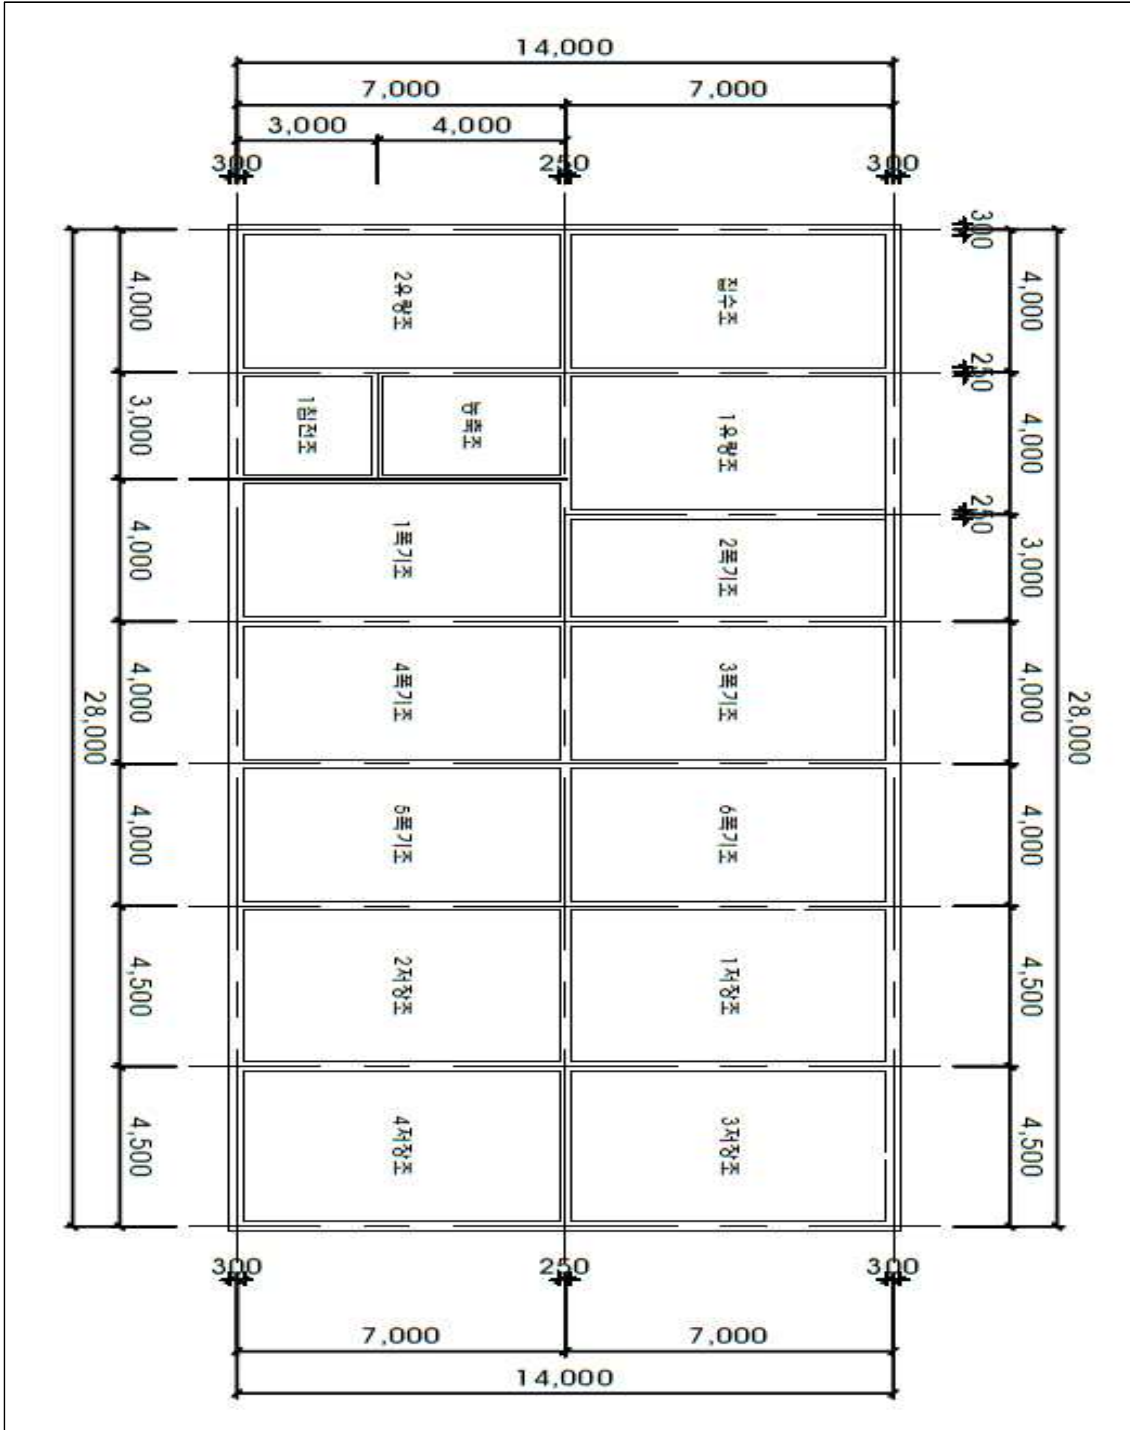 14,000
7,000 7,000
3,000 4,000
300 250 300
300
4,000 2유량조 집수조 4,000
250
3,000 1침전조 농축조 1유량조 4,000
250
4,000 1폭기조 2폭기조 3,000
4,000 4폭기조 3폭기조 4,000
28,000 28,000
4,000 5폭기조 6폭기조 4,000
4,500 2저장조 1저장조 4,500
4,500 4저장조 3저장조 4,500
300 250 300
7,000 7,000
14,000